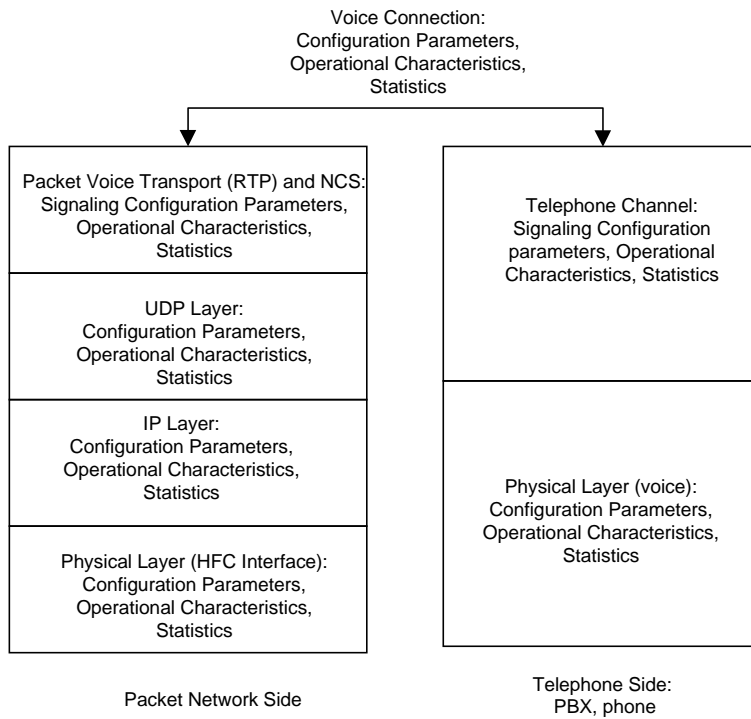 Voice Connection:
Configuration Parameters,
Operational Characteristics,
Statistics
Packet Voice Transport (RTP) and NCS:
Signaling Configuration Parameters,
Operational Characteristics,
Statistics
UDP Layer:
Configuration Parameters,
Operational Characteristics,
Statistics
IP Layer:
Configuration Parameters,
Operational Characteristics,
Statistics
Physical Layer (HFC Interface):
Configuration Parameters,
Operational Characteristics,
Statistics
Packet Network Side
Telephone Channel:
Signaling Configuration
parameters, Operational
Characteristics, Statistics
Physical Layer (voice):
Configuration Parameters,
Operational Characteristics,
Statistics
Telephone Side:
PBX, phone